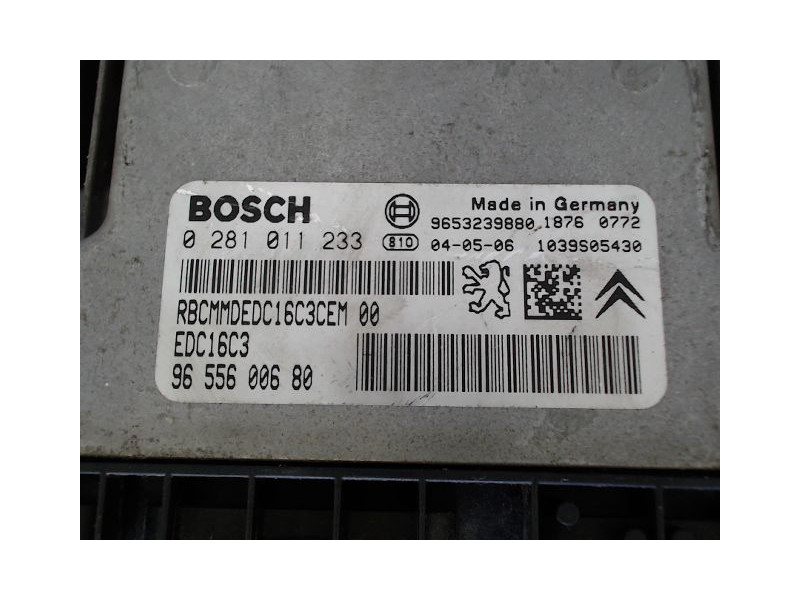 BOSCH
Made in Germany
9653239880 1876 0772
0 281 011 233 810 04-05-06 1039S05430
RBCMMDEDC16C3CEM 00
EDC16C3
96 556 006 80